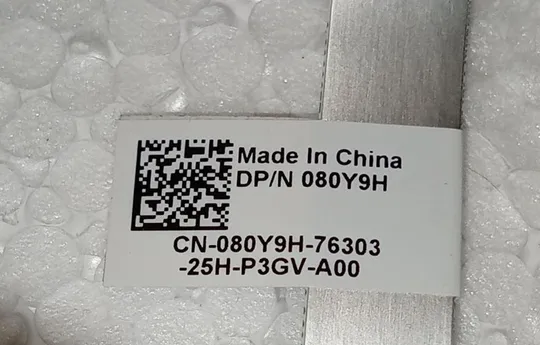 Made In China
DP/N 080Y9H
CN-080Y9H-76303
-25H-P3GV-A00